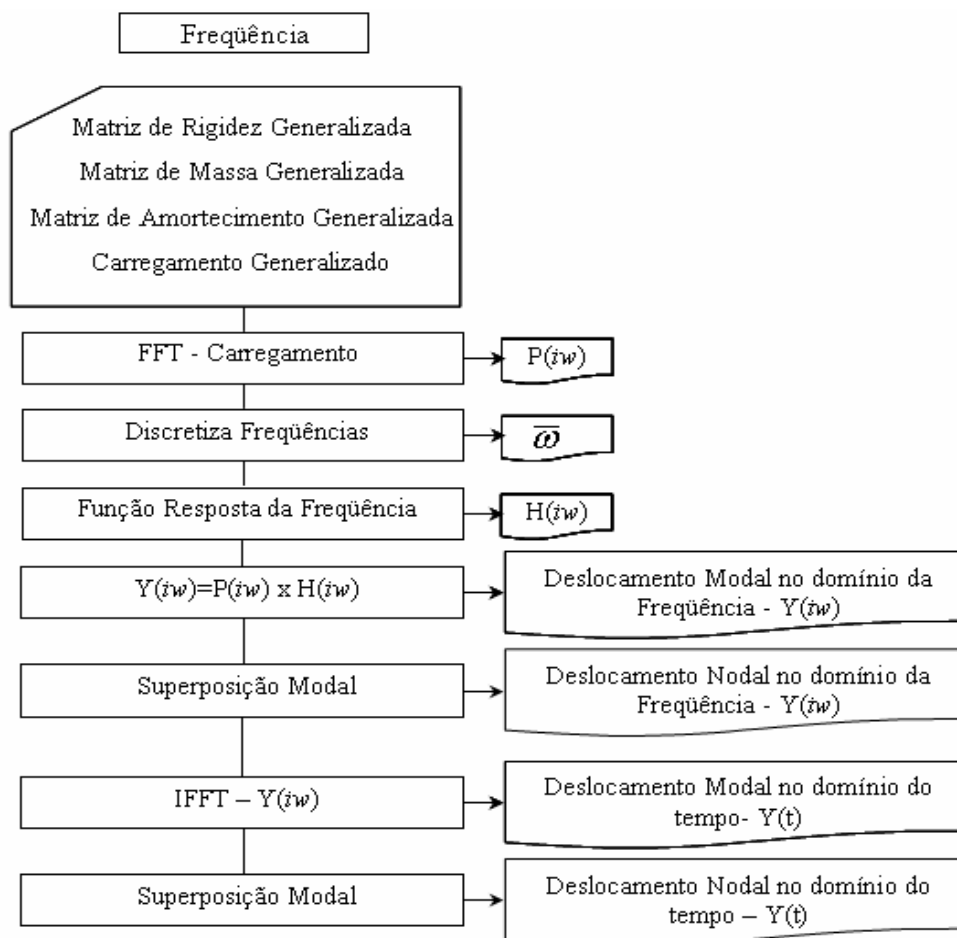 Freqüência
Matriz de Rigidez Generalizada
Matriz de Massa Generalizada
Matriz de Amortecimento Generalizada
Carregamento Generalizado
FFT - Carregamento
P(iw)
Discretiza Freqüências
ω̅
Função Resposta da Freqüência
H(iw)
Y(iw)=P(iw) x H(iw)
Deslocamento Modal no domínio da
Freqüência - Y(iw)
Superposição Modal
Deslocamento Nodal no domínio da
Freqüência - Y(iw)
IFFT – Y(iw)
Deslocamento Modal no domínio do
tempo- Y(t)
Superposição Modal
Deslocamento Nodal no domínio do
tempo – Y(t)